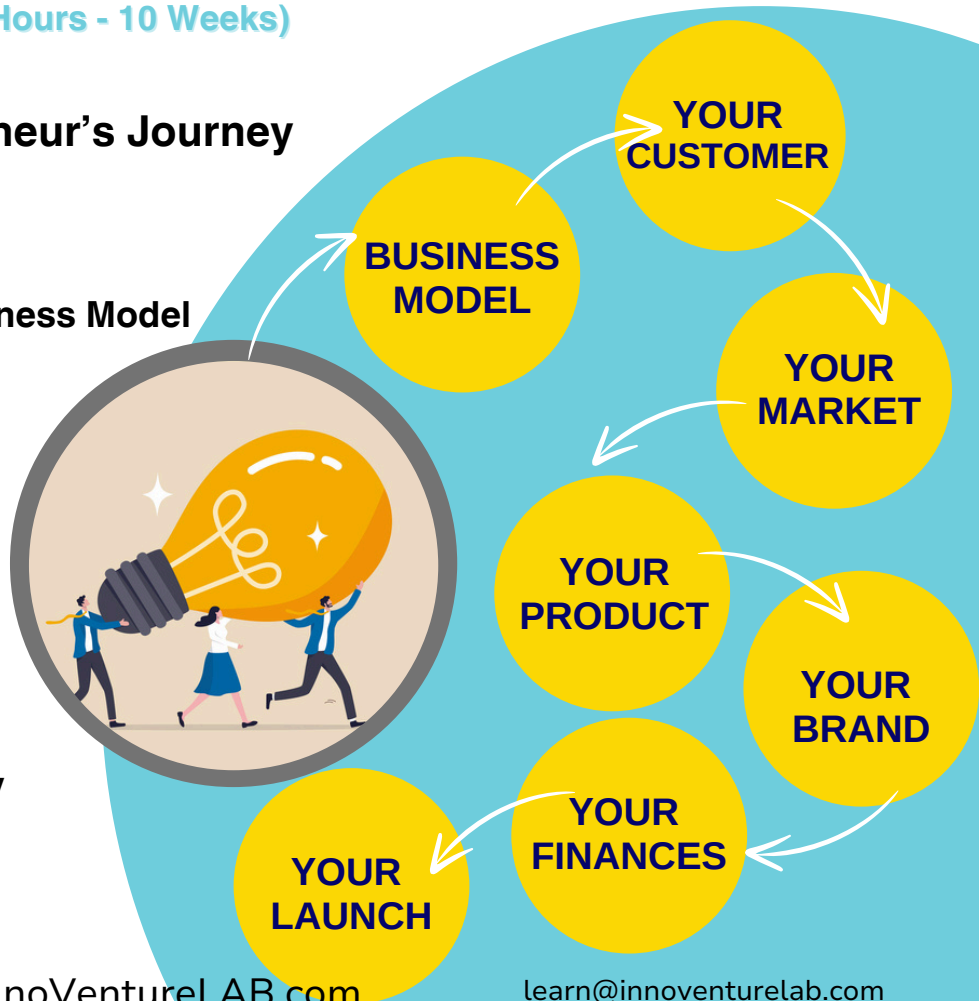 Hours - 10 Weeks)
neur's Journey
ness Model
y
BUSINESS
MODEL
YOUR
CUSTOMER
YOUR
MARKET
YOUR
PRODUCT
YOUR
BRAND
YOUR
FINANCES
YOUR
LAUNCH
noVentureLAB.com
learn@innoventurelab.com